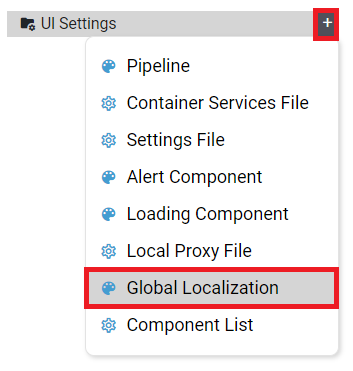 UI Settings +
Pipeline
Container Services File
Settings File
Alert Component
Loading Component
Local Proxy File
Global Localization
Component List